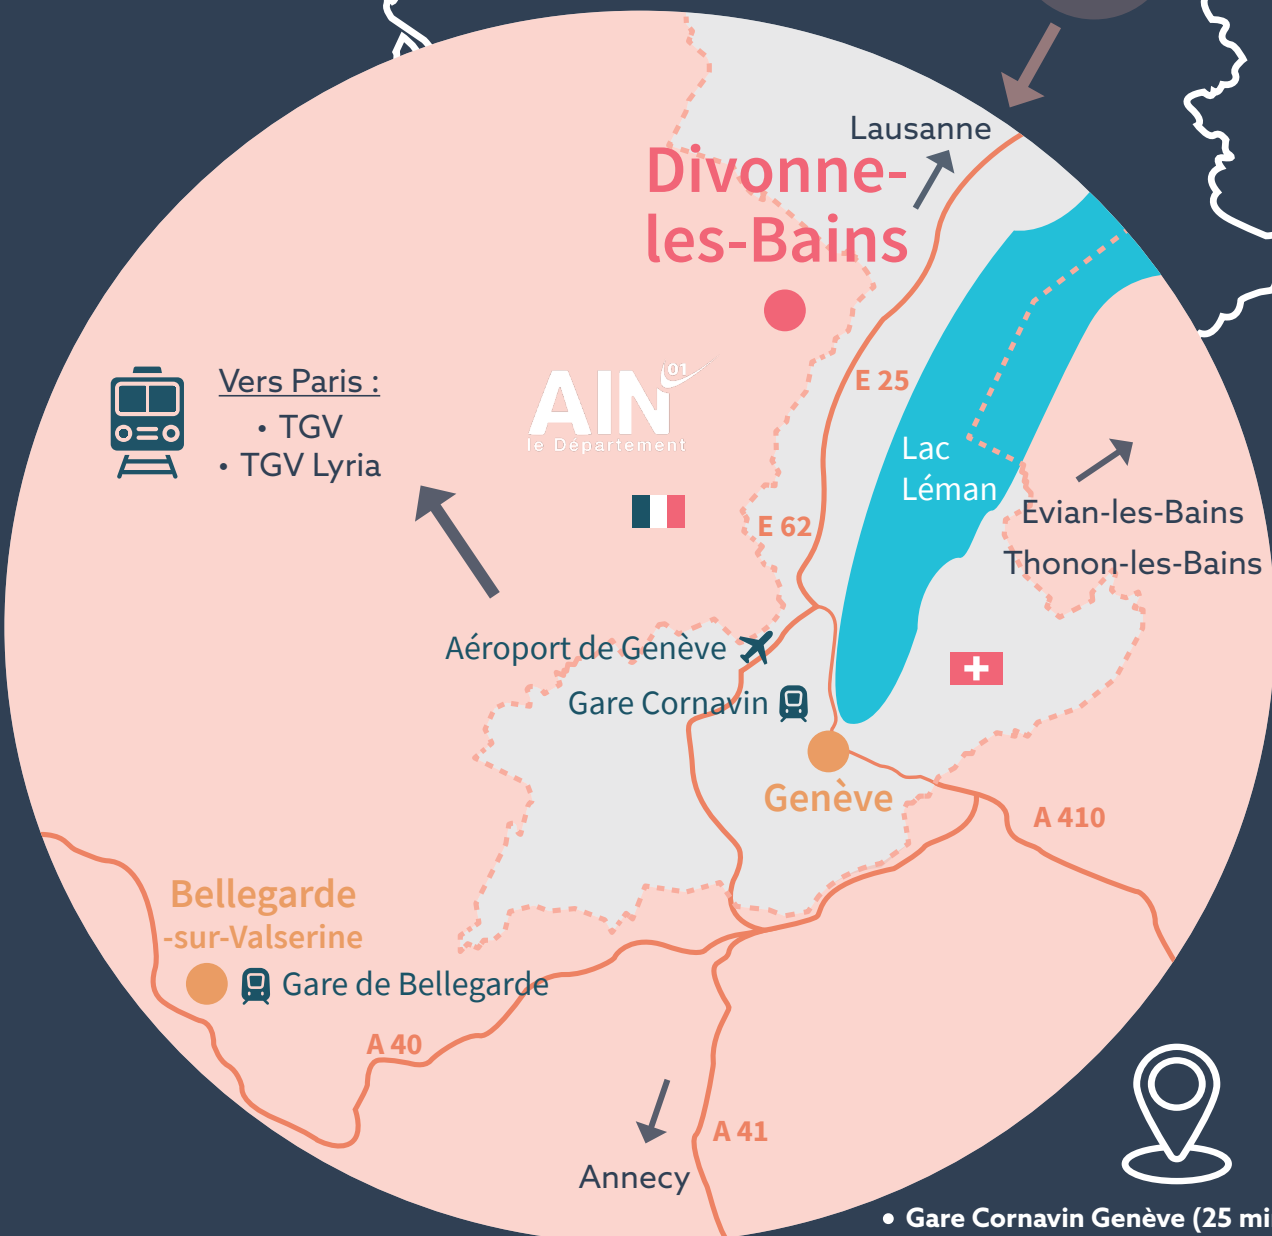 Lausanne
Divonne-
les-Bains
E 25
Vers Paris :
• TGV
• TGV Lyria
AIN 01
le Département
Lac
Léman
E 62
Evian-les-Bains
Thonon-les-Bains
Aéroport de Genève
Gare Cornavin
Genève
A 410
Bellegarde
-sur-Valserine
Gare de Bellegarde
A 40
A 41
Annecy
• Gare Cornavin Genève (25 mi